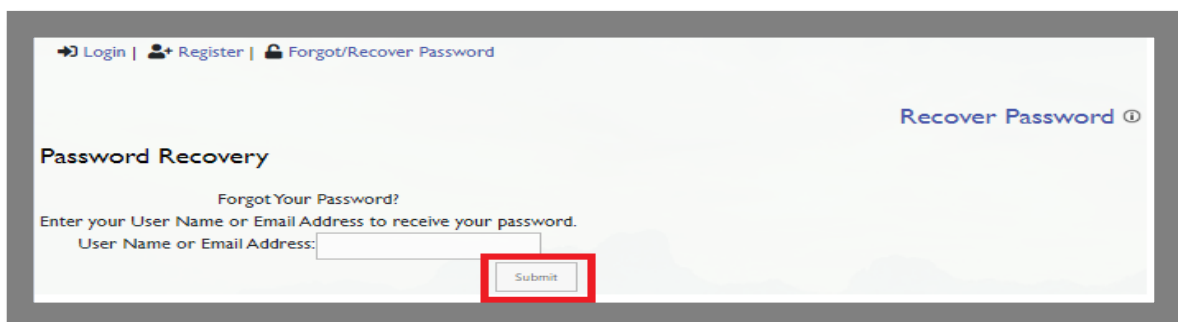 Login | Register | Forgot/Recover Password
Recover Password
Password Recovery
Forgot Your Password?
Enter your User Name or Email Address to receive your password.
User Name or Email Address:
Submit